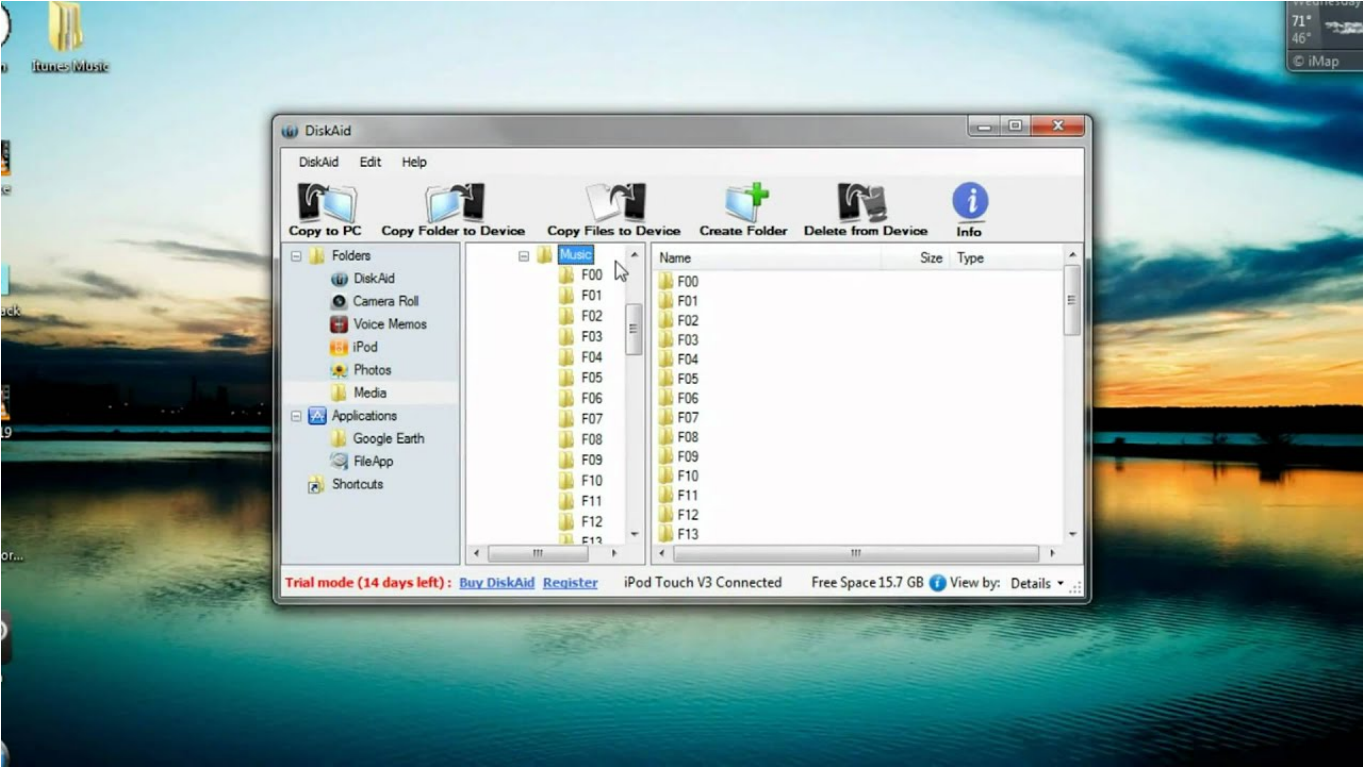 Wednesday
71°
46°
© iMap
Itunes Music
DiskAid
DiskAid Edit Help
Copy to PC Copy Folder to Device Copy Files to Device Create Folder Delete from Device Info
Folders
DiskAid
Camera Roll
Voice Memos
iPod
Photos
Media
Applications
Google Earth
FileApp
Shortcuts
Music
F00
F01
F02
F03
F04
F05
F06
F07
F08
F09
F10
F11
F12
F13
Name Size Type
F00
F01
F02
F03
F04
F05
F06
F07
F08
F09
F10
F11
F12
F13
Trial mode (14 days left) : Buy DiskAid Register iPod Touch V3 Connected Free Space 15.7 GB View by: Details